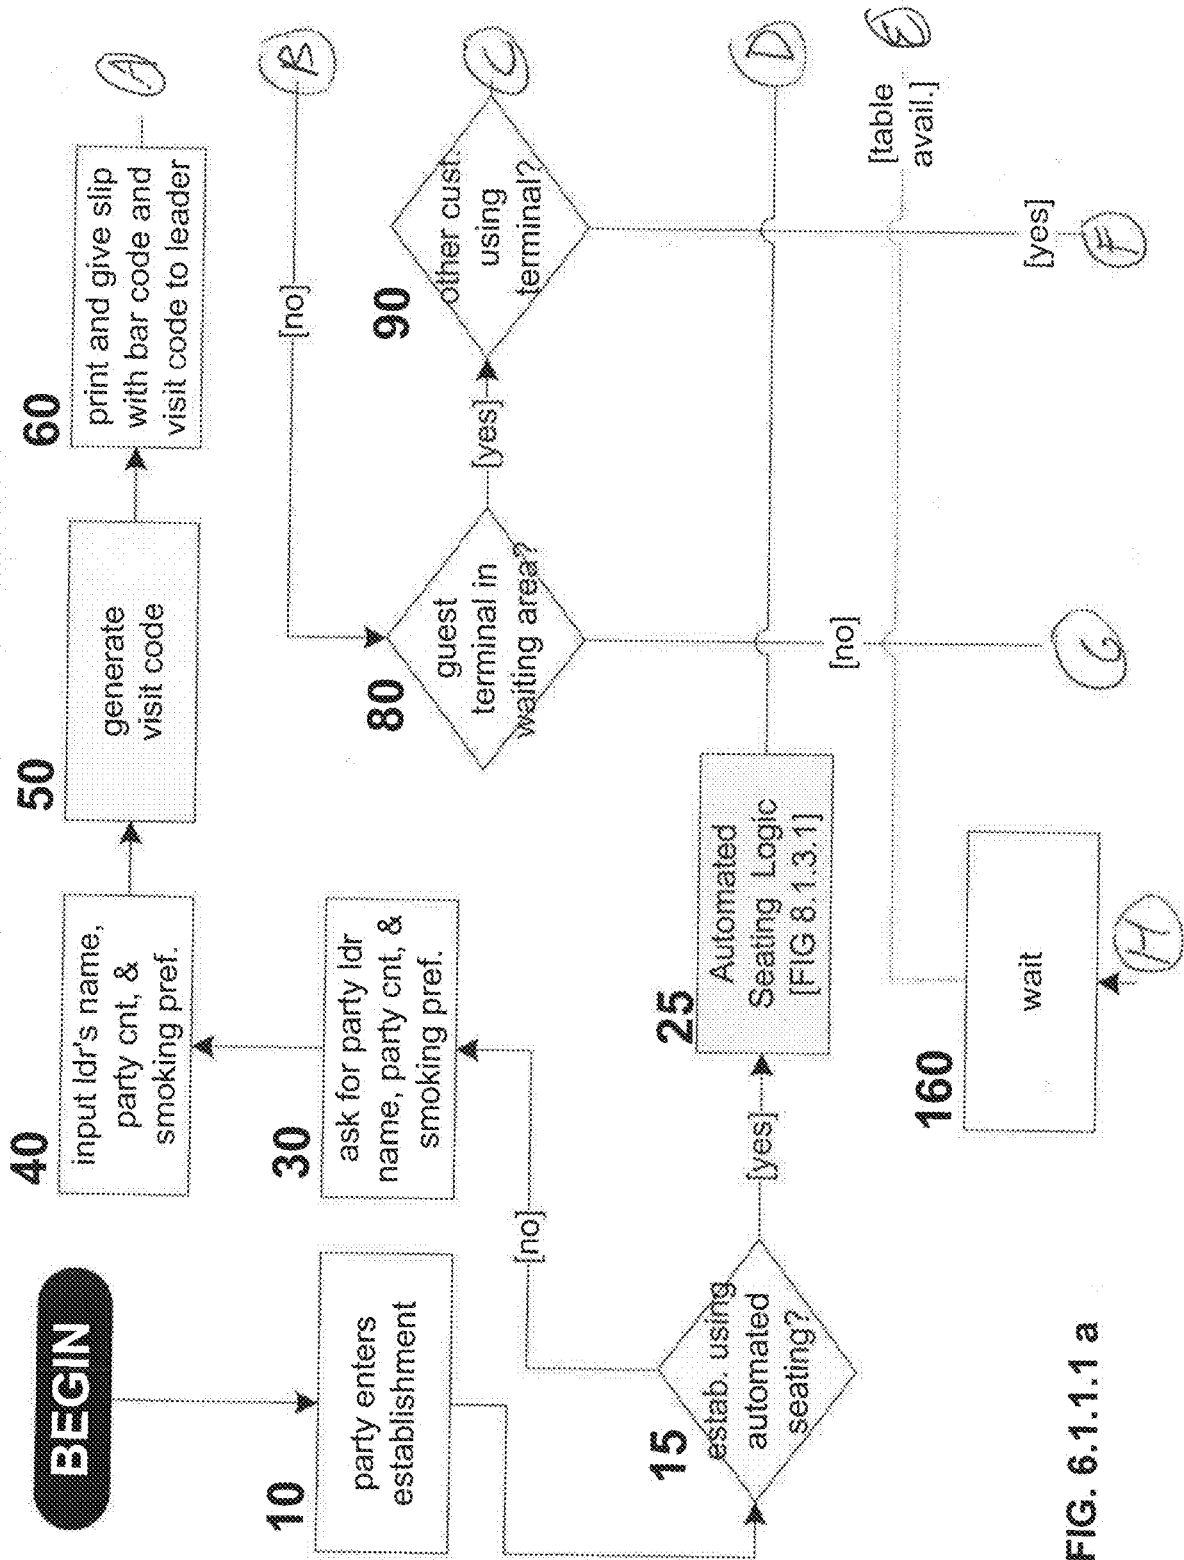 BEGIN
10
party enters
establishment
15
estab. using
automated
seating?
[no]
[yes]
30
ask for party ldr
name, party cnt, &
smoking pref.
40
input ldr's name,
party cnt, &
smoking pref.
50
generate
visit code
60
print and give slip
with bar code and
visit code to leader
A
B
[no]
80
guest
terminal in
waiting area?
[yes]
90
other cust.
using
terminal?
C
25
Automated
Seating Logic
[FIG 8.1.3.1]
D
[no]
G
[yes]
F
160
wait
H
[table
avail.]
E
FIG. 6.1.1.1 a